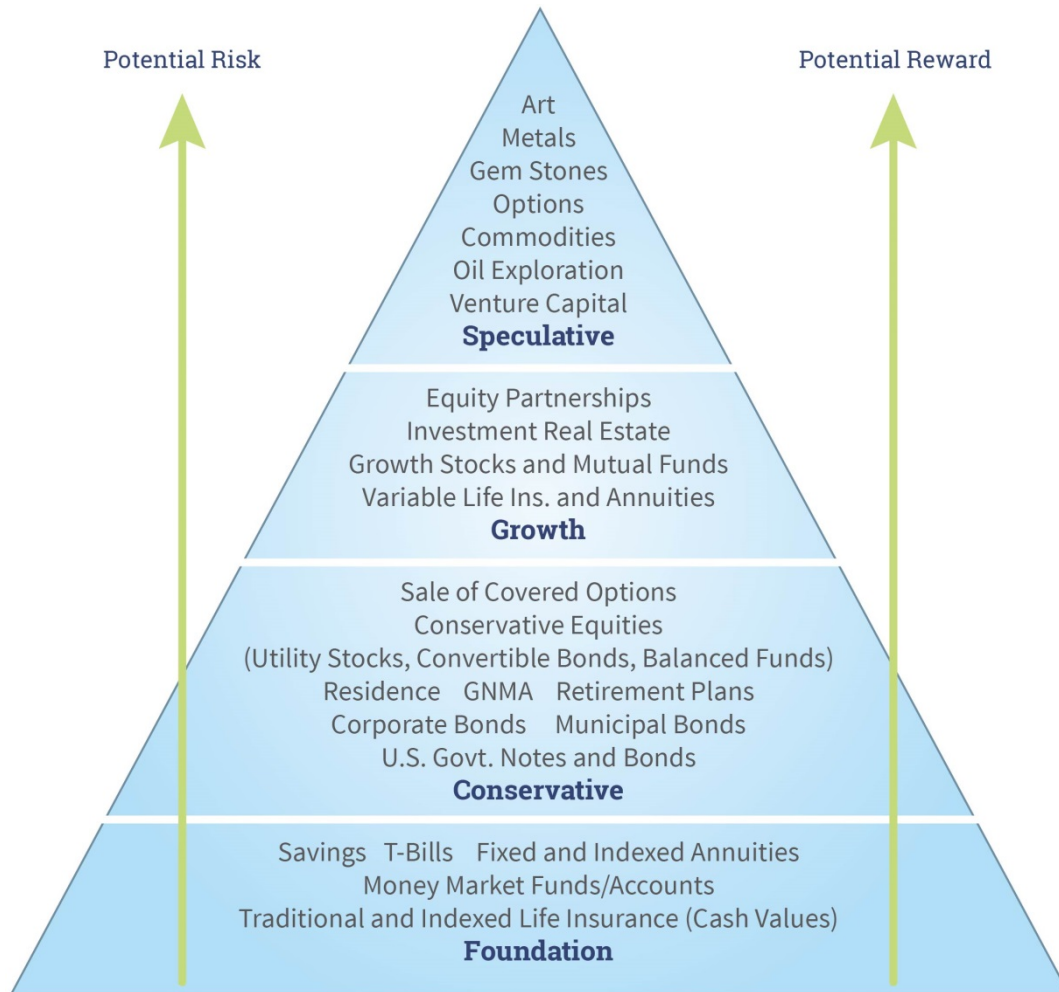 Potential Risk
Potential Reward
Art
Metals
Gem Stones
Options
Commodities
Oil Exploration
Venture Capital
Speculative
Equity Partnerships
Investment Real Estate
Growth Stocks and Mutual Funds
Variable Life Ins. and Annuities
Growth
Sale of Covered Options
Conservative Equities
(Utility Stocks, Convertible Bonds, Balanced Funds)
Residence GNMA Retirement Plans
Corporate Bonds Municipal Bonds
U.S. Govt. Notes and Bonds
Conservative
Savings T-Bills Fixed and Indexed Annuities
Money Market Funds/Accounts
Traditional and Indexed Life Insurance (Cash Values)
Foundation